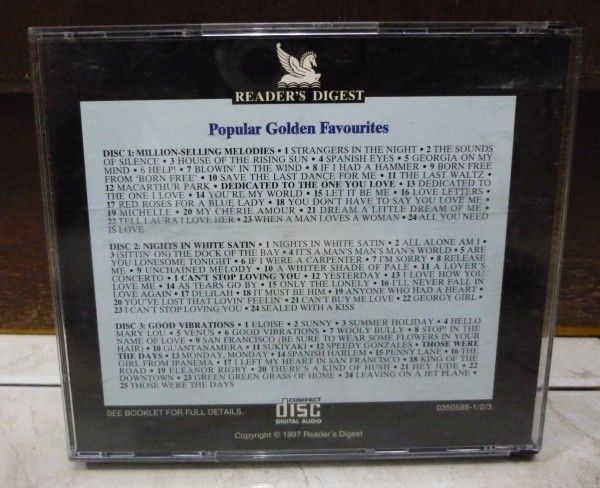 READER'S DIGEST
Popular Golden Favourites
DISC 1: MILLION-SELLING MELODIES • 1 STRANGERS IN THE NIGHT • 2 THE SOUNDS
OF SILENCE • 3 HOUSE OF THE RISING SUN • 4 SPANISH EYES • 5 GEORGIA ON MY
MIND • 6 HELP! • 7 BLOWIN' IN THE WIND • 8 IF I HAD A HAMMER • 9 BORN FREE
FROM 'BORN FREE' • 10 SAVE THE LAST DANCE FOR ME • 11 THE LAST WALTZ •
12 MACARTHUR PARK • DEDICATED TO THE ONE YOU LOVE • 13 DEDICATED TO
THE ONE I LOVE • 14 YOU'RE MY WORLD • 15 LET IT BE ME • 16 LOVE LETTERS •
17 RED ROSES FOR A BLUE LADY • 18 YOU DON'T HAVE TO SAY YOU LOVE ME •
19 MICHELLE • 20 MY CHÉRIE AMOUR • 21 DREAM A LITTLE DREAM OF ME •
22 TELL LAURA I LOVE HER • 23 WHEN A MAN LOVES A WOMAN • 24 ALL YOU NEED
IS LOVE
DISC 2: NIGHTS IN WHITE SATIN • 1 NIGHTS IN WHITE SATIN • 2 ALL ALONE AM I
• 3 (SITTIN' ON) THE DOCK OF THE BAY • 4 IT'S A MAN'S MAN'S MAN'S WORLD • 5 ARE
YOU LONESOME TONIGHT • 6 IF I WERE A CARPENTER • 7 I'M SORRY • 8 RELEASE
ME • 9 UNCHAINED MELODY • 10 A WHITER SHADE OF PALE • 11 A LOVER'S
CONCERTO • I CAN'T STOP LOVING YOU • 12 YESTERDAY • 13 I LOVE HOW YOU
LOVE ME • 14 AS TEARS GO BY • 15 ONLY THE LONELY • 16 I'LL NEVER FALL IN
LOVE AGAIN • 17 DELILAH • 18 IT MUST BE HIM • 19 ANYONE WHO HAD A HEART •
20 YOU'VE LOST THAT LOVIN' FEELIN' • 21 CAN'T BUY ME LOVE • 22 GEORGY GIRL •
23 I CAN'T STOP LOVING YOU • 24 SEALED WITH A KISS
DISC 3: GOOD VIBRATIONS • 1 ELOISE • 2 SUNNY • 3 SUMMER HOLIDAY • 4 HELLO
MARY LOU • 5 VENUS • 6 GOOD VIBRATIONS • 7 WOOLY BULLY • 8 STOP! IN THE
NAME OF LOVE • 9 SAN FRANCISCO (BE SURE TO WEAR SOME FLOWERS IN YOUR
HAIR) • 10 GUANTANAMERA • 11 SUKIYAKI • 12 SPEEDY GONZALES • THOSE WERE
THE DAYS • 13 MONDAY, MONDAY • 14 SPANISH HARLEM • 15 PENNY LANE • 16 THE
GIRL FROM IPANEMA • 17 I LEFT MY HEART IN SAN FRANCISCO • 18 KING OF THE
ROAD • 19 ELEANOR RIGBY • 20 THERE'S A KIND OF HUSH • 21 HEY JUDE • 22
DOWNTOWN • 23 GREEN GREEN GRASS OF HOME • 24 LEAVING ON A JET PLANE •
25 THOSE WERE THE DAYS
SEE BOOKLET FOR FULL DETAILS.
COMPACT
disc
DIGITAL AUDIO
0350588-1/2/3
Copyright © 1997 Reader's Digest